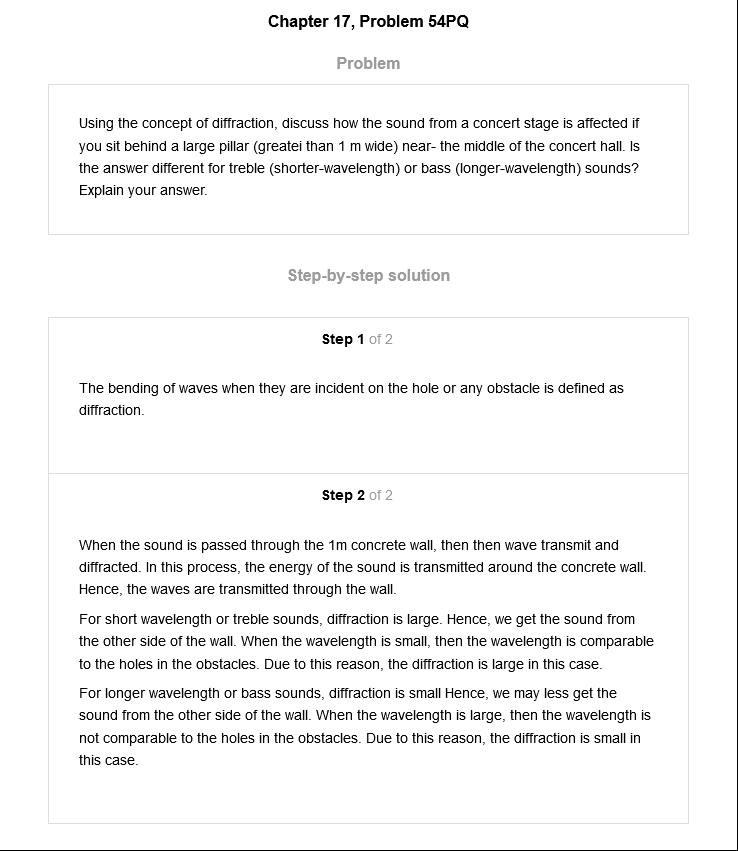 Chapter 17, Problem 54PQ
Problem
Using the concept of diffraction, discuss how the sound from a concert stage is affected if
you sit behind a large pillar (greatei than 1 m wide) near- the middle of the concert hall. Is
the answer different for treble (shorter-wavelength) or bass (longer-wavelength) sounds?
Explain your answer.
Step-by-step solution
Step 1 of 2
The bending of waves when they are incident on the hole or any obstacle is defined as
diffraction.
Step 2 of 2
When the sound is passed through the 1m concrete wall, then then wave transmit and
diffracted. In this process, the energy of the sound is transmitted around the concrete wall.
Hence, the waves are transmitted through the wall.
For short wavelength or treble sounds, diffraction is large. Hence, we get the sound from
the other side of the wall. When the wavelength is small, then the wavelength is comparable
to the holes in the obstacles. Due to this reason, the diffraction is large in this case.
For longer wavelength or bass sounds, diffraction is small Hence, we may less get the
sound from the other side of the wall. When the wavelength is large, then the wavelength is
not comparable to the holes in the obstacles. Due to this reason, the diffraction is small in
this case.